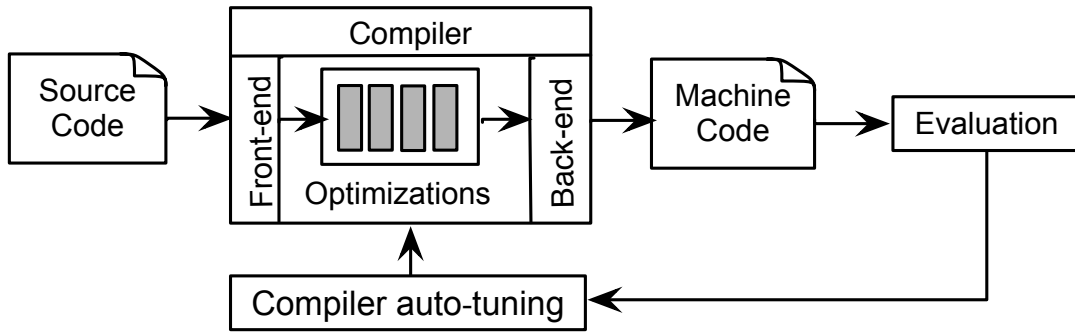 Compiler
Source
Code
Front-end
Optimizations
Back-end
Machine
Code
Evaluation
Compiler auto-tuning